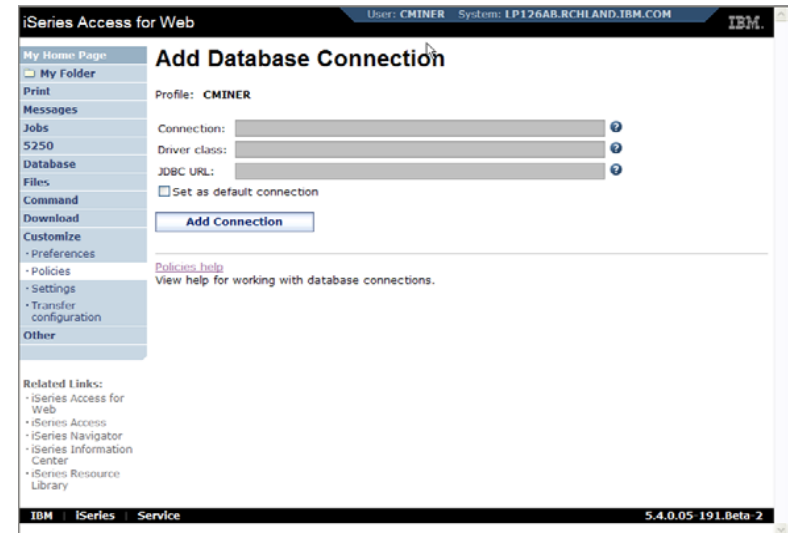 iSeries Access for Web
User: CMINER System: LP126AB.RCHLAND.IBM.COM
IBM.
My Home Page
My Folder
Print
Messages
Jobs
5250
Database
Files
Command
Download
Customize
• Preferences
• Policies
• Settings
• Transfer
configuration
Other
Related Links:
• iSeries Access for
Web
• iSeries Access
• iSeries Navigator
• iSeries Information
Center
• iSeries Resource
Library
Add Database Connection
Profile: CMINER
Connection:
Driver class:
JDBC URL:
Set as default connection
Add Connection
Policies help
View help for working with database connections.
IBM | iSeries | Service
5.4.0.05-191.Beta-2